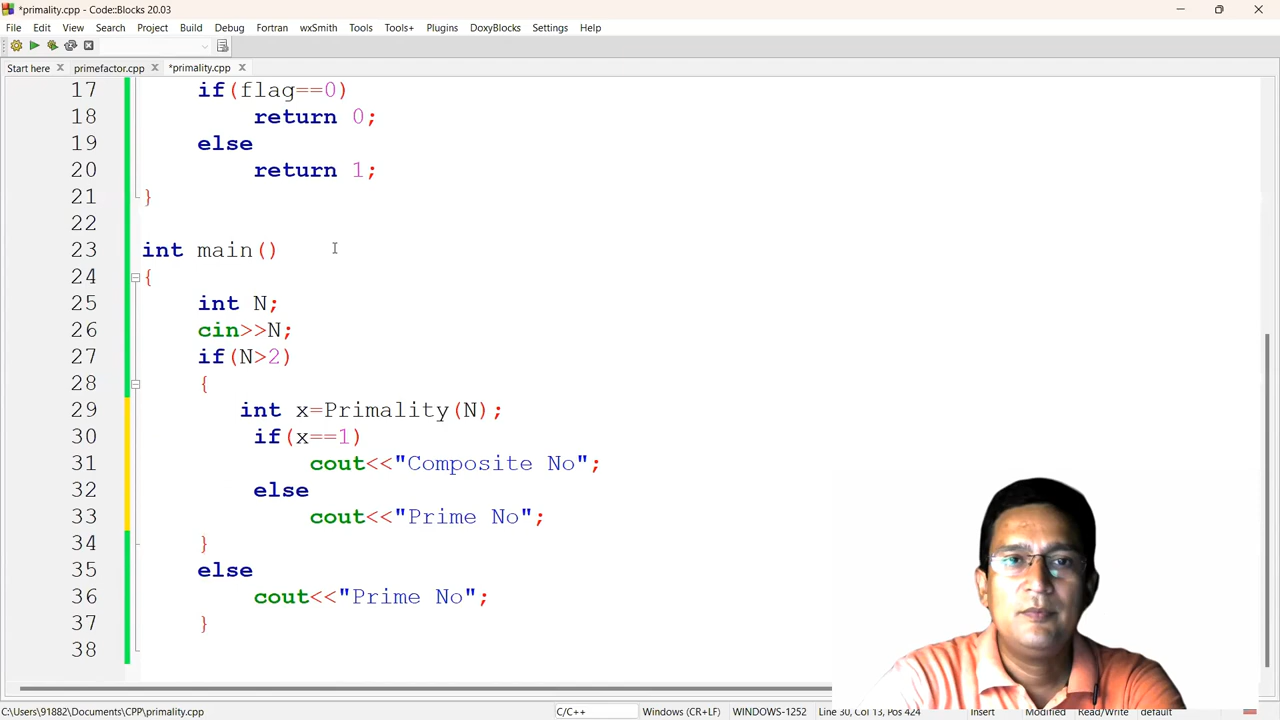 *primality.cpp - Code::Blocks 20.03
File Edit View Search Project Build Debug Fortran wxSmith Tools Tools+ Plugins DoxyBlocks Settings Help
Start here primefactor.cpp *primality.cpp
17 if(flag==0)
18 return 0;
19 else
20 return 1;
21 }
22
23 int main()
24 {
25 int N;
26 cin>>N;
27 if(N>2)
28 {
29 int x=Primality(N);
30 if(x==1)
31 cout<<"Composite No";
32 else
33 cout<<"Prime No";
34 }
35 else
36 cout<<"Prime No";
37 }
38
C:\Users\91882\Documents\CPP\primality.cpp C/C++ Windows (CR+LF) WINDOWS-1252 Line 30, Col 13, Pos 424 Insert Modified Read/Write default